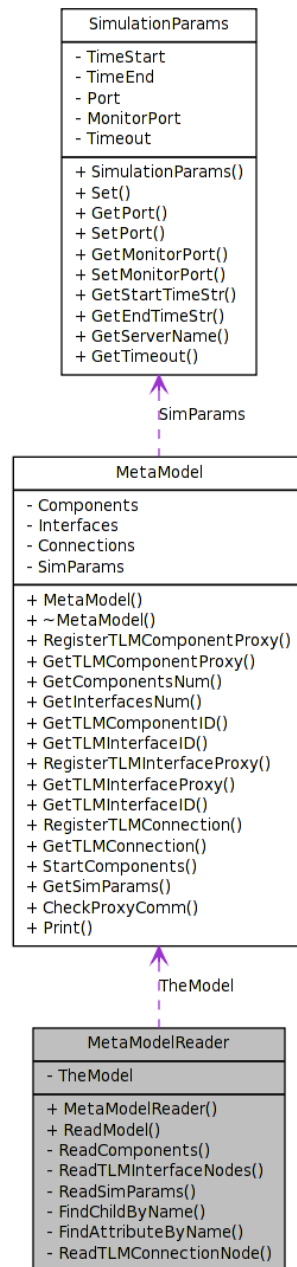 SimulationParams
- TimeStart
- TimeEnd
- Port
- MonitorPort
- Timeout
+ SimulationParams()
+ Set()
+ GetPort()
+ SetPort()
+ GetMonitorPort()
+ SetMonitorPort()
+ GetStartTimeStr()
+ GetEndTimeStr()
+ GetServerName()
+ GetTimeout()
SimParams
MetaModel
- Components
- Interfaces
- Connections
- SimParams
+ MetaModel()
+ ~MetaModel()
+ RegisterTLMComponentProxy()
+ GetTLMComponentProxy()
+ GetComponentsNum()
+ GetInterfacesNum()
+ GetTLMComponentID()
+ GetTLMInterfaceID()
+ RegisterTLMInterfaceProxy()
+ GetTLMInterfaceProxy()
+ GetTLMInterfaceID()
+ RegisterTLMConnection()
+ GetTLMConnection()
+ StartComponents()
+ GetSimParams()
+ CheckProxyComm()
+ Print()
TheModel
MetaModelReader
- TheModel
+ MetaModelReader()
+ ReadModel()
- ReadComponents()
- ReadTLMInterfaceNodes()
- ReadSimParams()
- FindChildByName()
- FindAttributeByName()
- ReadTLMConnectionNode()